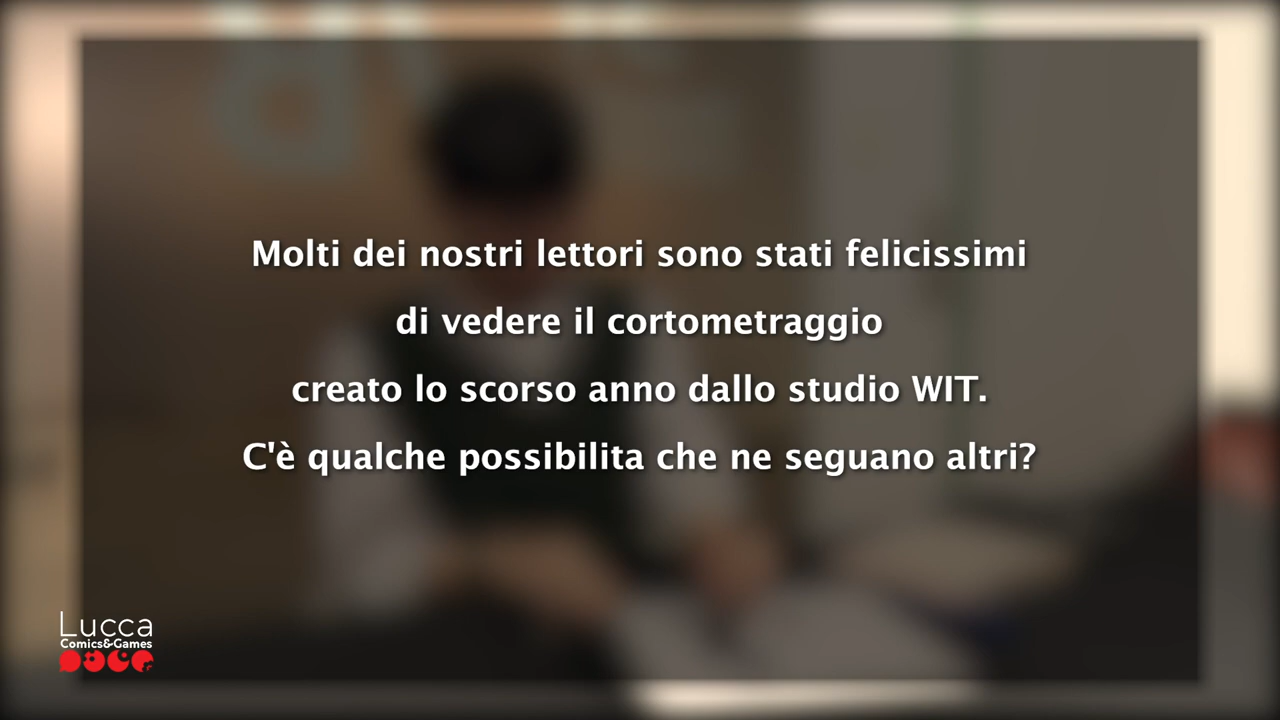 Molti dei nostri lettori sono stati felicissimi
di vedere il cortometraggio
creato lo scorso anno dallo studio WIT.
C'è qualche possibilita che ne seguano altri?
Lucca
Comics&Games